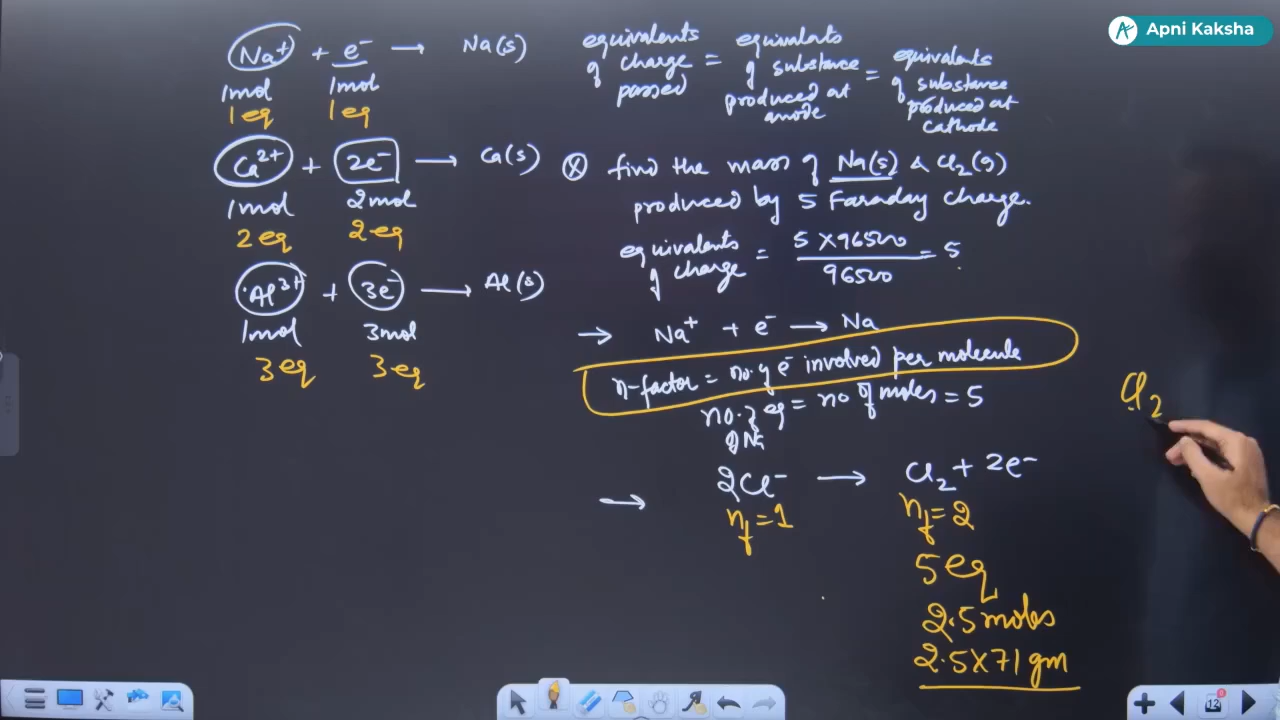 Apni Kaksha
Na⁺ + e⁻ → Na(s)
1mol 1mol
1eq 1eq
Ca²⁺ + 2e⁻ → Ca(s)
1mol 2mol
2eq 2eq
Al³⁺ + 3e⁻ → Al(s)
1mol 3mol
3eq 3eq
equivalents
of charge
passed
=
equivalents
of substance
produced at
anode
=
equivalents
of substance
produced at
cathode
find the mass of Na(s) & Cl₂(g)
produced by 5 Faraday charge.
equivalents
of charge
= 5×96500 / 96500 = 5
→ Na⁺ + e⁻ → Na
n-factor = no. of e⁻ involved per molecule
no. of eq = no of moles = 5
of Na
→ 2Cl⁻ → Cl₂ + 2e⁻
nf = 1 nf = 2
5eq
2.5 moles
2.5×71 gm
Cl₂
12